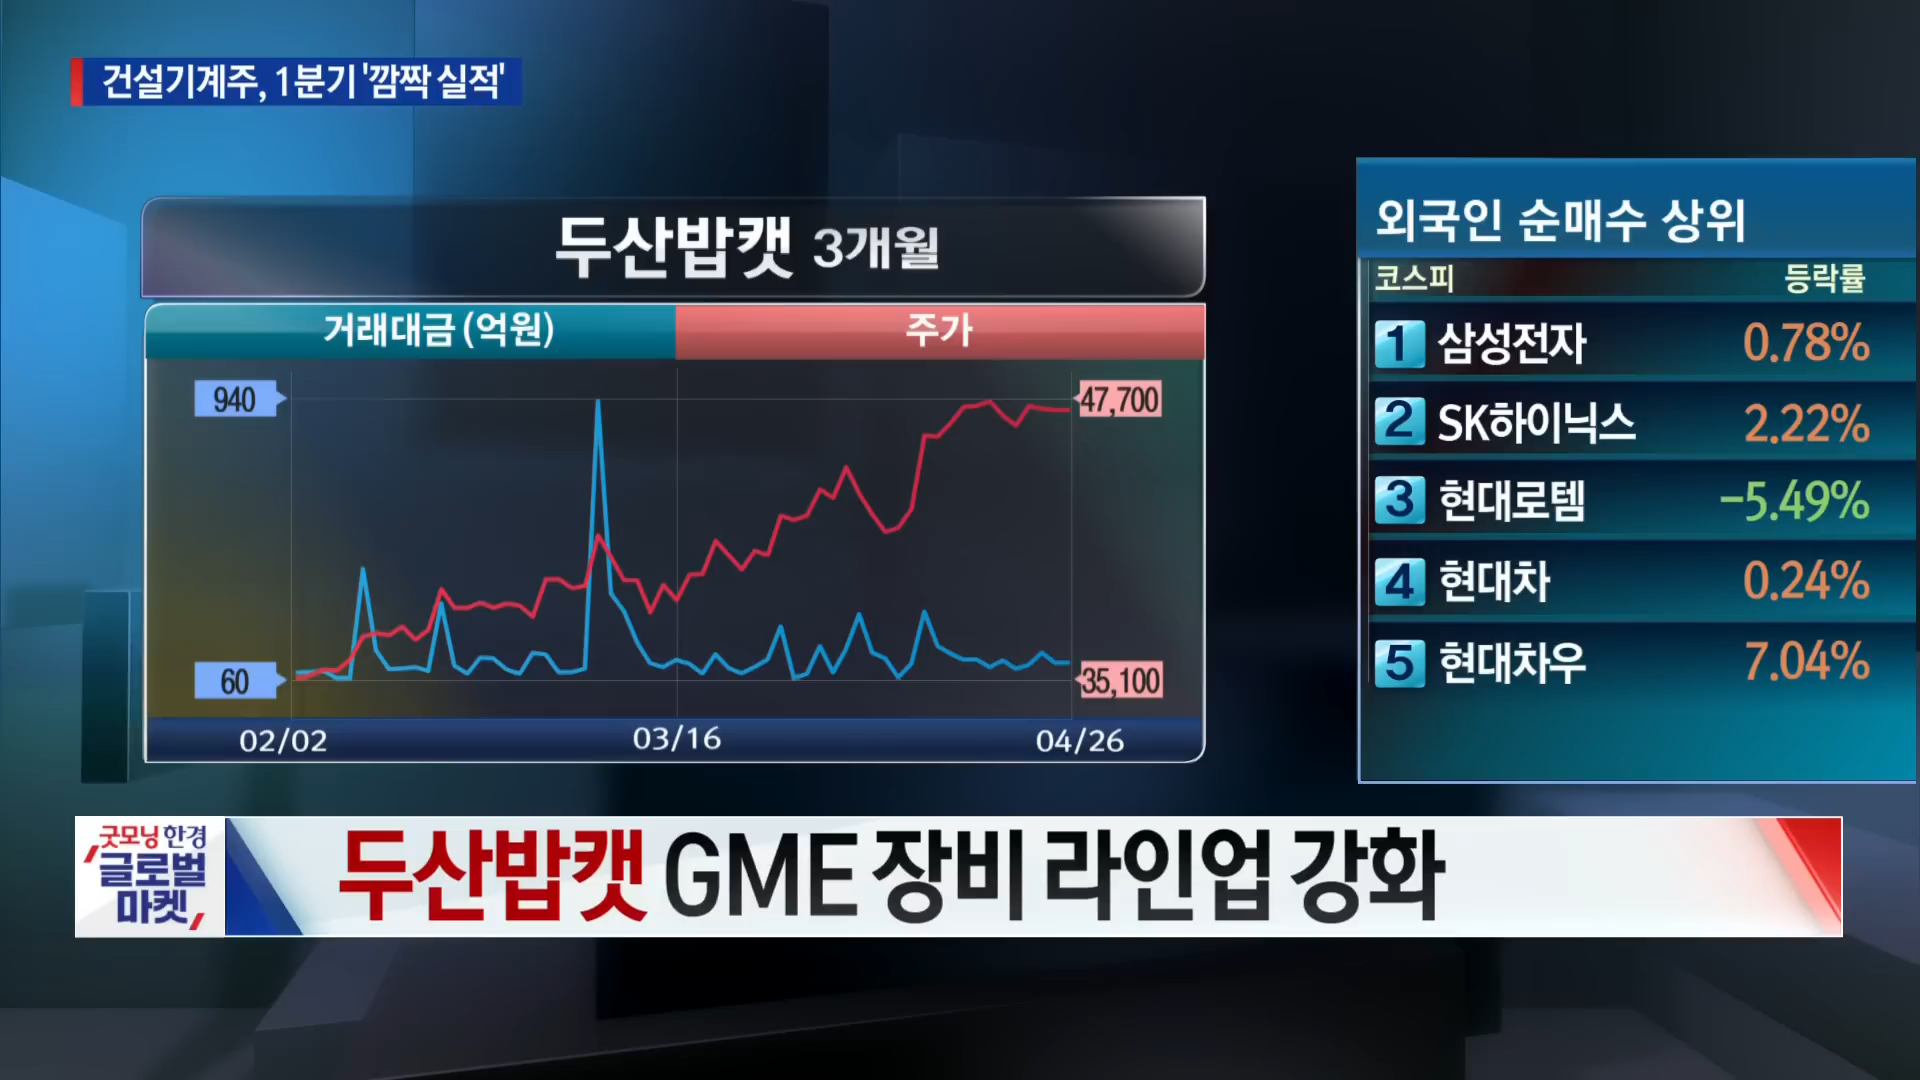 건설기계주, 1분기 '깜짝 실적'
두산밥캣 3개월
거래대금 (억원) 주가
940 47,700
60 35,100
02/02 03/16 04/26
외국인 순매수 상위
코스피 등락률
1 삼성전자 0.78%
2 SK하이닉스 2.22%
3 현대로템 -5.49%
4 현대차 0.24%
5 현대차우 7.04%
굿모닝 한경
글로벌
마켓
두산밥캣 GME 장비 라인업 강화